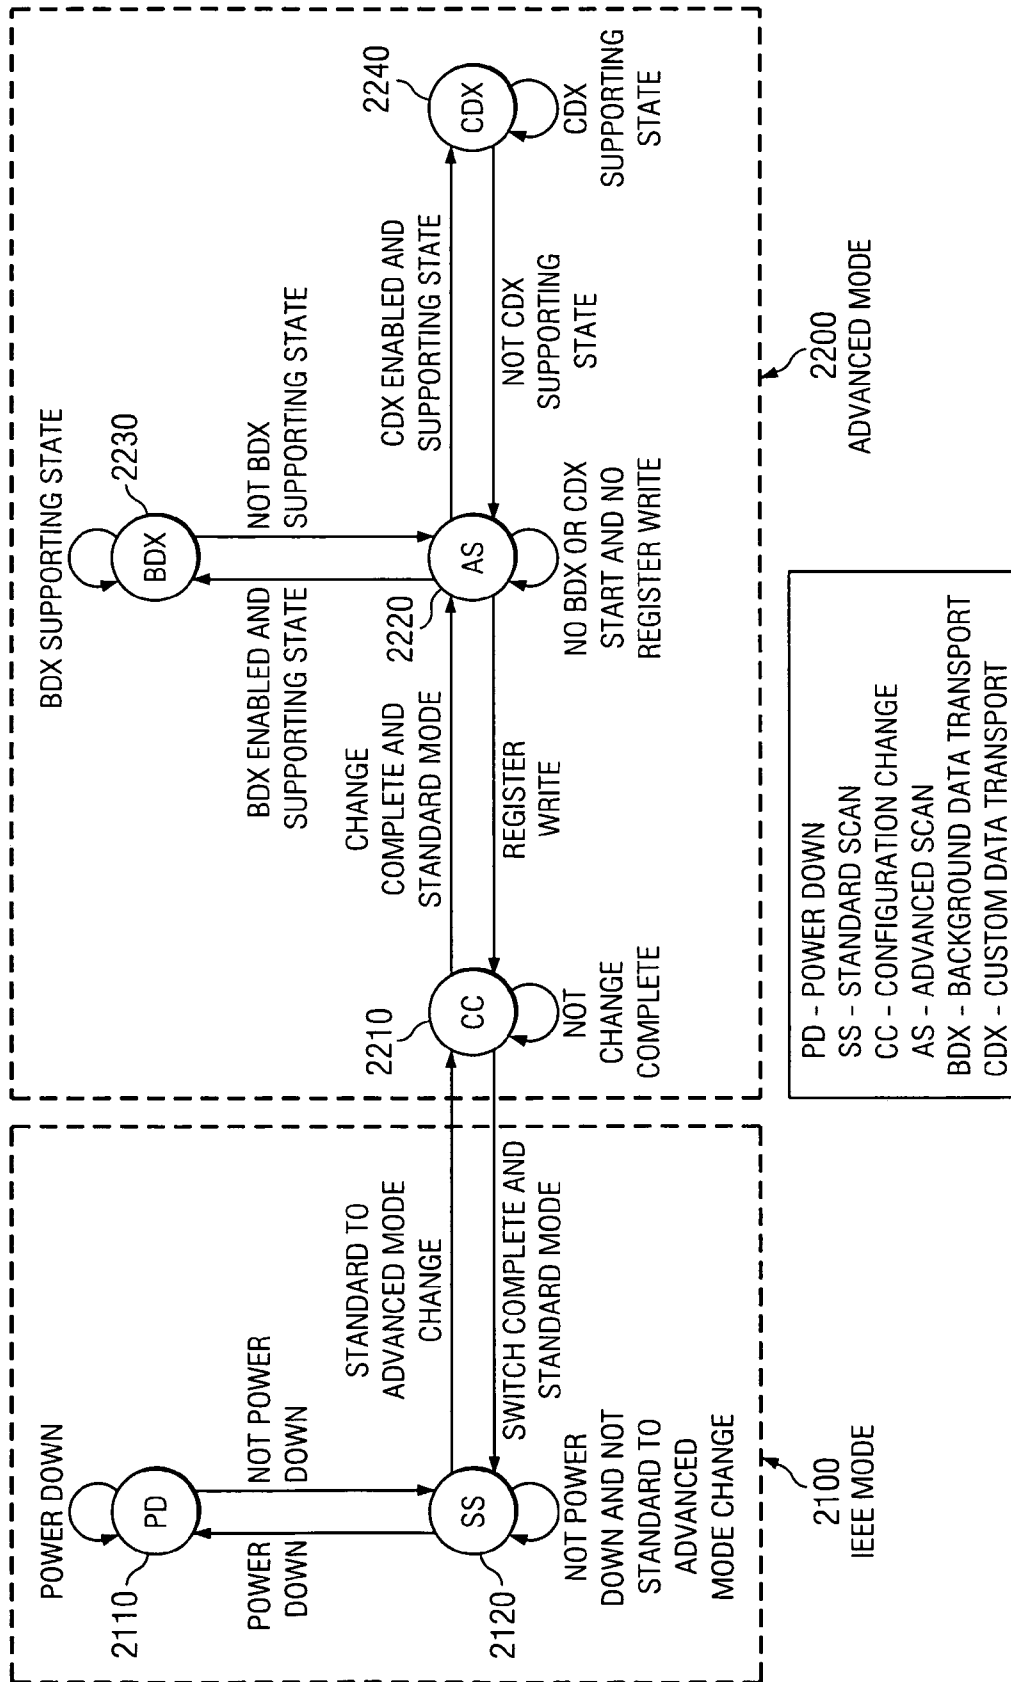 POWER DOWN
2110
PD
POWER
DOWN
NOT POWER
DOWN
2120
SS
NOT POWER
DOWN AND NOT
STANDARD TO
ADVANCED
MODE CHANGE
2100
IEEE MODE
STANDARD TO
ADVANCED MODE
CHANGE
SWITCH COMPLETE AND
STANDARD MODE
2210
CC
NOT
CHANGE
COMPLETE
CHANGE
COMPLETE AND
STANDARD MODE
REGISTER
WRITE
BDX SUPPORTING STATE
2230
BDX
BDX ENABLED AND
SUPPORTING STATE
NOT BDX
SUPPORTING STATE
2220
AS
NO BDX OR CDX
START AND NO
REGISTER WRITE
CDX ENABLED AND
SUPPORTING STATE
NOT CDX
SUPPORTING
STATE
2240
CDX
CDX
SUPPORTING
STATE
2200
ADVANCED MODE
PD - POWER DOWN
SS - STANDARD SCAN
CC - CONFIGURATION CHANGE
AS - ADVANCED SCAN
BDX - BACKGROUND DATA TRANSPORT
CDX - CUSTOM DATA TRANSPORT